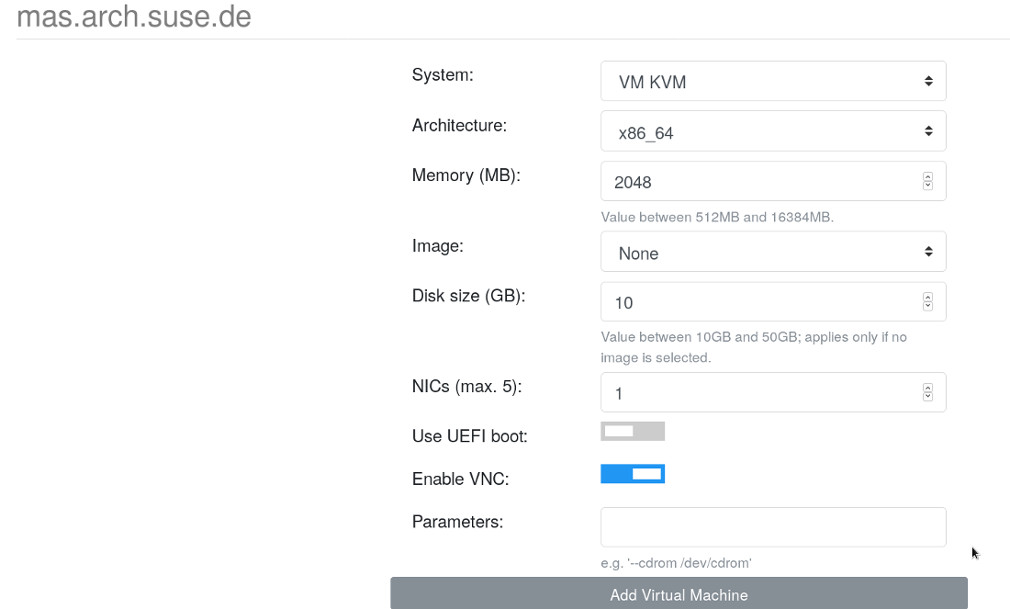 mas.arch.suse.de
System:
VM KVM
Architecture:
x86_64
Memory (MB):
2048
Value between 512MB and 16384MB.
Image:
None
Disk size (GB):
10
Value between 10GB and 50GB; applies only if no
image is selected.
NICs (max. 5):
1
Use UEFI boot:
Enable VNC:
Parameters:
e.g. '--cdrom /dev/cdrom'
Add Virtual Machine